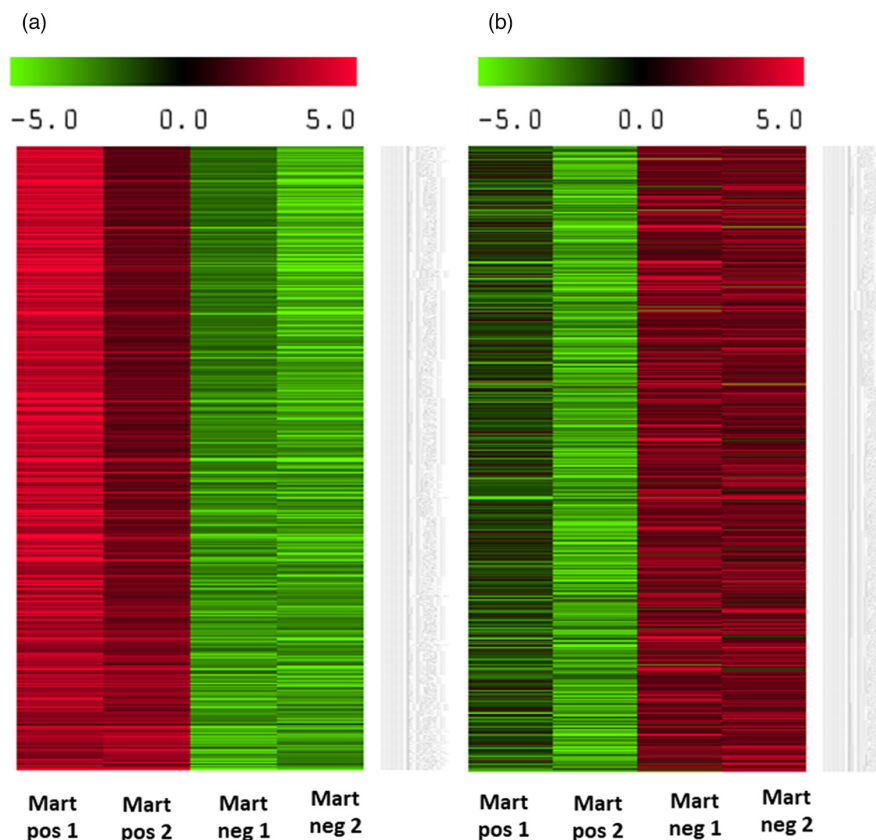 (a)
(b)
-5.0 0.0 5.0
-5.0 0.0 5.0
Mart pos 1
Mart pos 2
Mart neg 1
Mart neg 2
Mart pos 1
Mart pos 2
Mart neg 1
Mart neg 2